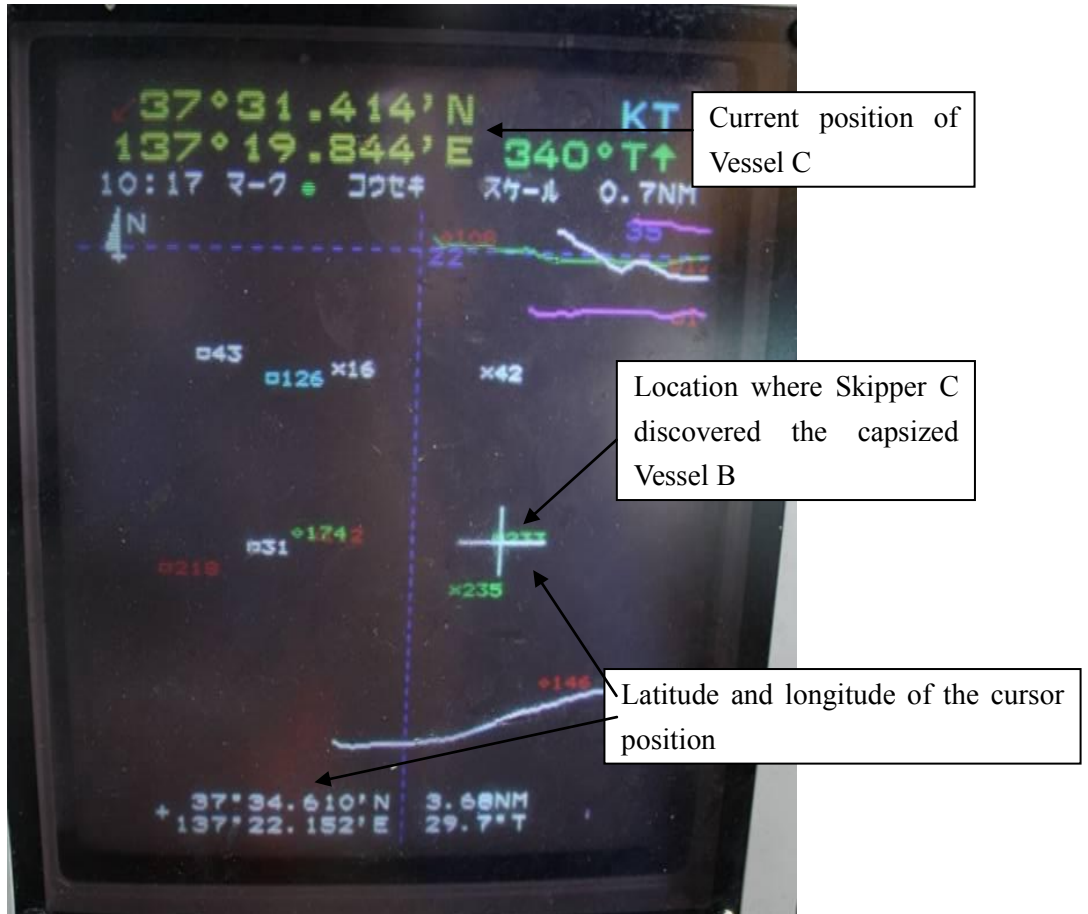 37°31.414'N KT
137°19.844'E 340°T↑
10:17 マーク コウセキ スケール 0.7NM
N
108
35
22
43
126
×16
×42
174
233
31
218
×235
146
+ 37°34.610'N 3.68NM
137°22.152'E 29.7°T
Current position of
Vessel C
Location where Skipper C
discovered the capsized
Vessel B
Latitude and longitude of the cursor
position